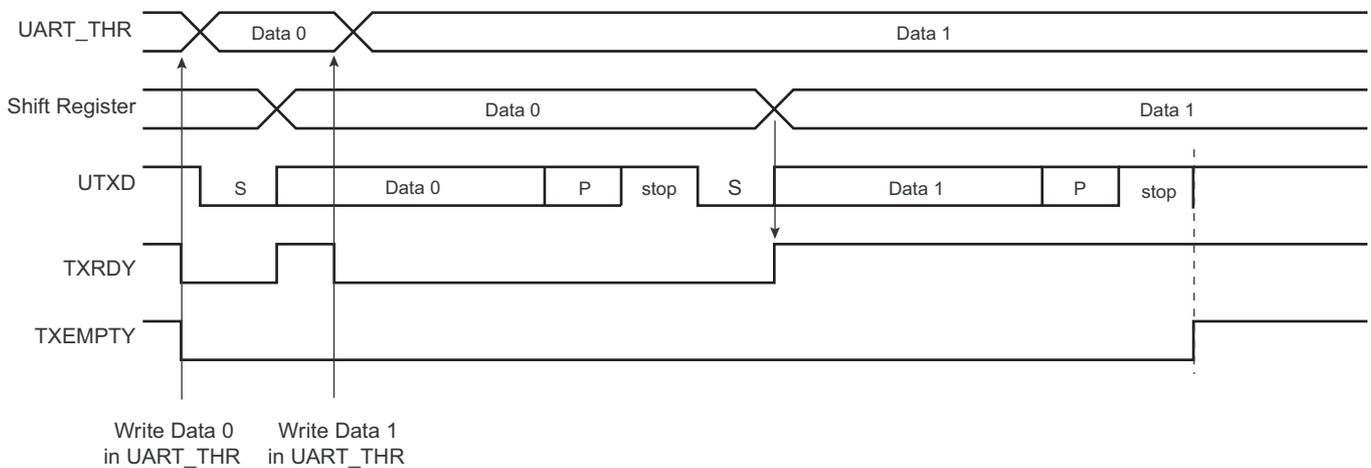 UART_THR
Data 0
Data 1
Shift Register
Data 0
Data 1
UTXD
S
Data 0
P
stop
S
Data 1
P
stop
TXRDY
TXEMPTY
Write Data 0
in UART_THR
Write Data 1
in UART_THR